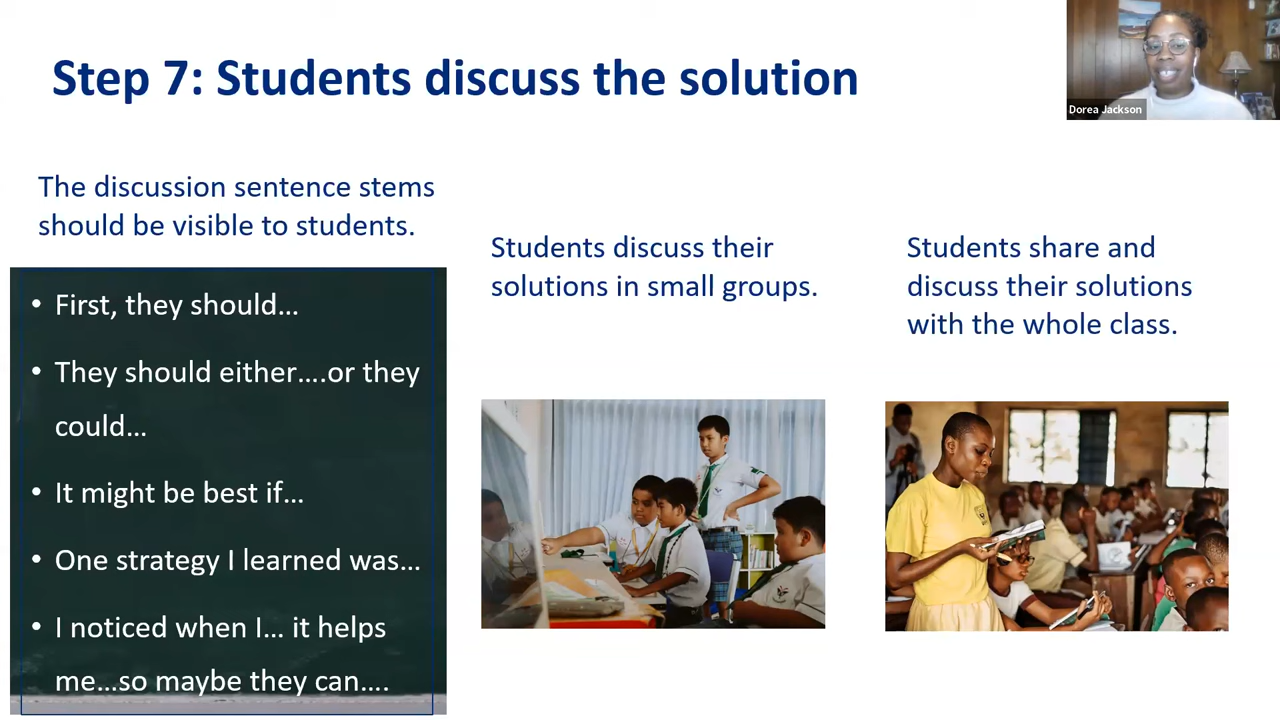 Step 7: Students discuss the solution
Dorea Jackson
The discussion sentence stems
should be visible to students.
• First, they should…
• They should either….or they
could…
• It might be best if…
• One strategy I learned was…
• I noticed when I… it helps
me…so maybe they can….
Students discuss their
solutions in small groups.
Students share and
discuss their solutions
with the whole class.